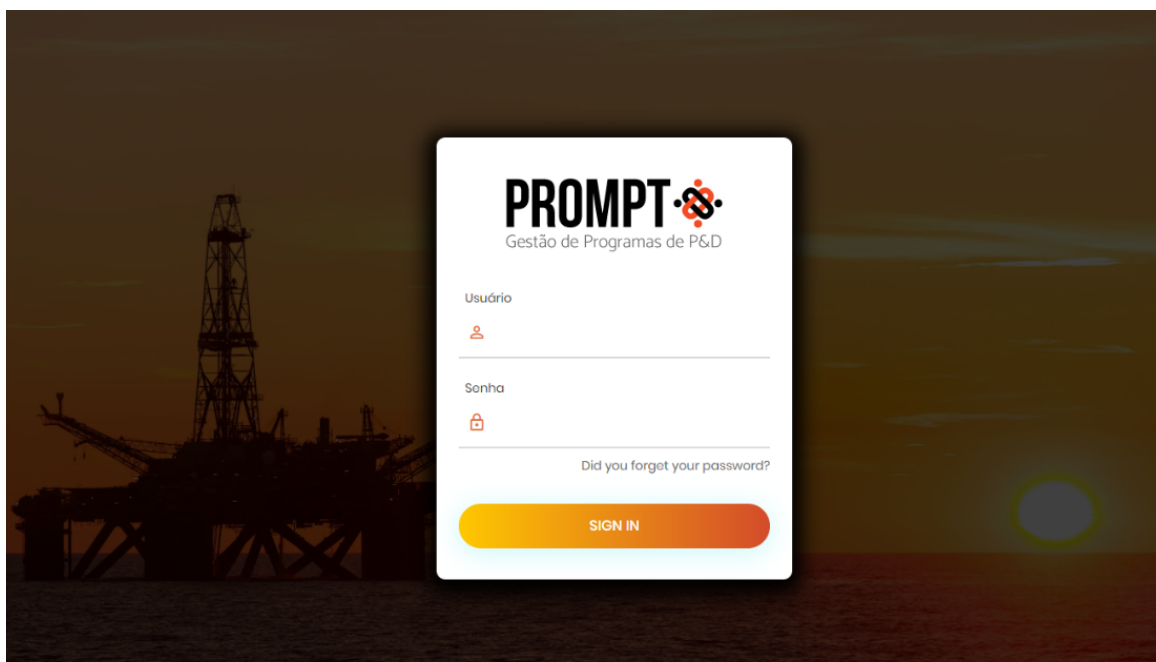 PROMPT
Gestão de Programas de P&D
Usuário
Senha
Did you forget your password?
SIGN IN